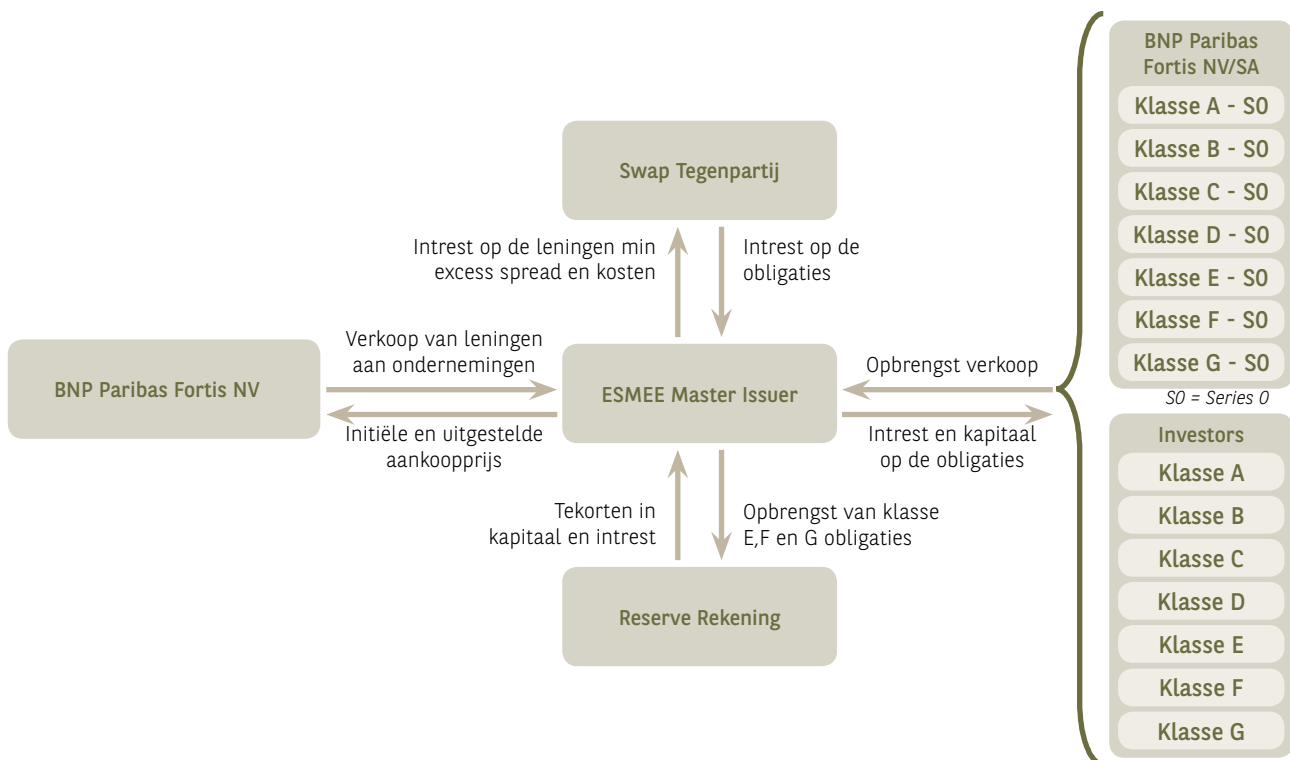 BNP Paribas
Fortis NV/SA
Klasse A - S0
Klasse B - S0
Klasse C - S0
Klasse D - S0
Klasse E - S0
Klasse F - S0
Klasse G - S0
S0 = Series 0
Swap Tegenpartij
Intrest op de leningen min
excess spread en kosten
Intrest op de
obligaties
BNP Paribas Fortis NV
Verkoop van leningen
aan ondernemingen
Initiële en uitgestelde
aankoopprijs
ESMEE Master Issuer
Opbrengst verkoop
Intrest en kapitaal
op de obligaties
Tekorten in
kapitaal en intrest
Opbrengst van klasse
E,F en G obligaties
Reserve Rekening
Investors
Klasse A
Klasse B
Klasse C
Klasse D
Klasse E
Klasse F
Klasse G